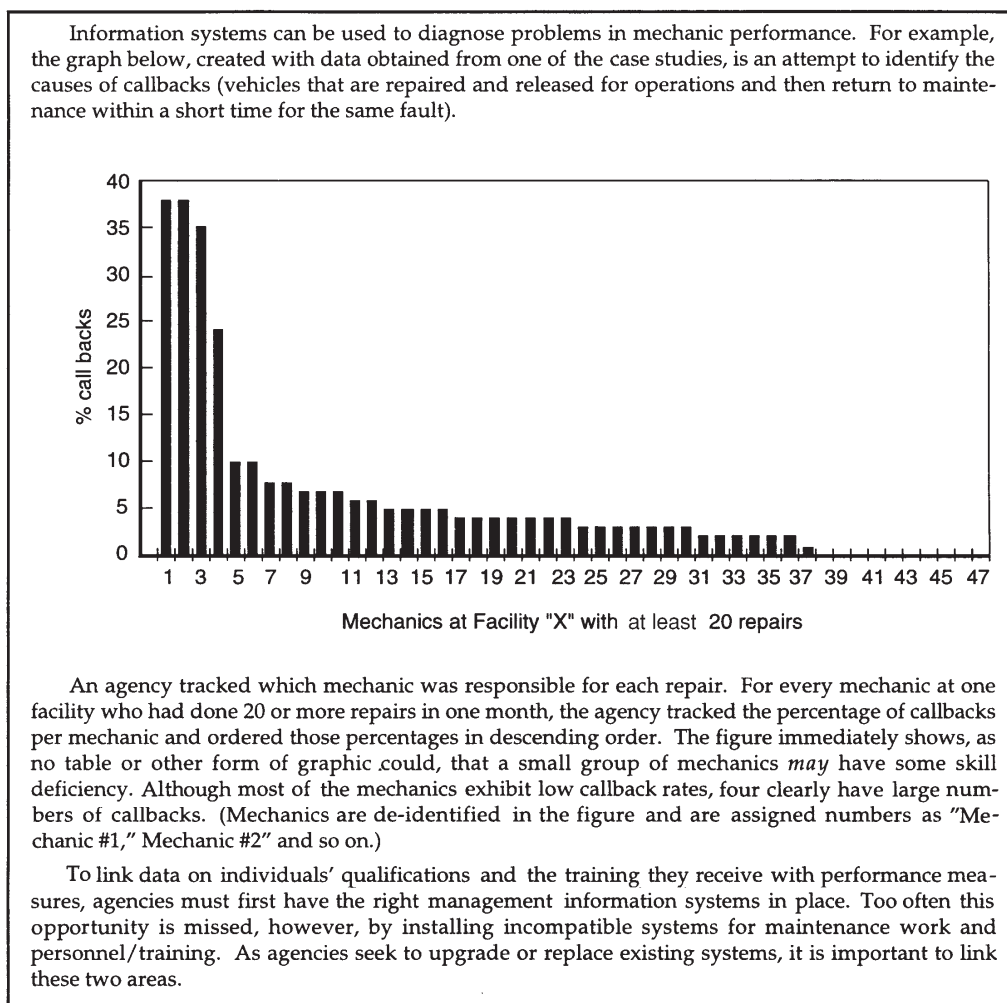 Information systems can be used to diagnose problems in mechanic performance. For example,
the graph below, created with data obtained from one of the case studies, is an attempt to identify the
causes of callbacks (vehicles that are repaired and released for operations and then return to mainte-
nance within a short time for the same fault).
40
35
30
25
20
15
10
5
0
% call backs
1 3 5 7 9 11 13 15 17 19 21 23 25 27 29 31 33 35 37 39 41 43 45 47
Mechanics at Facility "X" with at least 20 repairs
An agency tracked which mechanic was responsible for each repair. For every mechanic at one
facility who had done 20 or more repairs in one month, the agency tracked the percentage of callbacks
per mechanic and ordered those percentages in descending order. The figure immediately shows, as
no table or other form of graphic could, that a small group of mechanics may have some skill
deficiency. Although most of the mechanics exhibit low callback rates, four clearly have large num-
bers of callbacks. (Mechanics are de-identified in the figure and are assigned numbers as "Me-
chanic #1," Mechanic #2" and so on.)
To link data on individuals' qualifications and the training they receive with performance mea-
sures, agencies must first have the right management information systems in place. Too often this
opportunity is missed, however, by installing incompatible systems for maintenance work and
personnel/training. As agencies seek to upgrade or replace existing systems, it is important to link
these two areas.